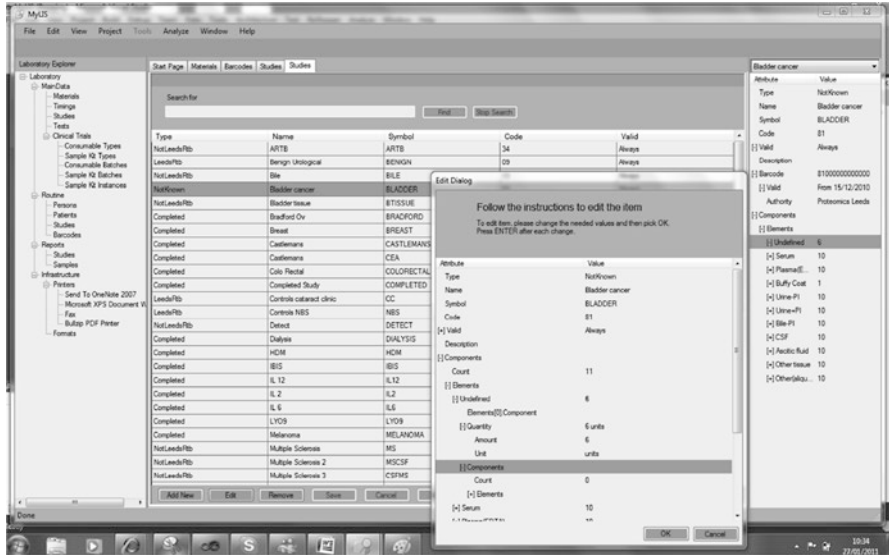 MyLIS
File Edit View Project Tools Analyze Window Help
Laboratory Explorer
Laboratory
MainData
Materials
Timings
Studies
Tests
Clinical Trials
Consumable Types
Sample Kit Types
Consumable Batches
Sample Kit Batches
Sample Kit Instances
Routine
Persons
Patients
Studies
Barcodes
Reports
Studies
Samples
Infrastructure
Printers
Send To OneNote 2007
Microsoft XPS Document W
Fax
Bullzip PDF Printer
Formats
Start Page Materials Barcodes Studies Studies
Search for
Find Stop Search
Type Name Symbol Code Valid
NotLeedsRtb ARTB ARTB 34 Always
LeedsRtb Benign Urological BENIGN 09 Always
NotLeedsRtb Bile BILE
NotKnown Bladder cancer BLADDER
NotLeedsRtb Bladder tissue BTISSUE
Completed Bradford Ov BRADFORD
Completed Breast BREAST
Completed Castlemans CASTLEMANS
Completed Castlemans CEA
Completed Colo Rectal COLORECTAL
Completed Completed Study COMPLETED
LeedsRtb Controls cataract clinic CC
LeedsRtb Controls NBS NBS
NotLeedsRtb Detect DETECT
Completed Dialysis DIALYSIS
Completed HDM HDM
Completed IBIS IBIS
Completed IL 12 IL12
Completed IL 2 IL2
Completed IL 6 IL6
Completed LYO9 LYO9
Completed Melanoma MELANOMA
NotLeedsRtb Multiple Sclerosis MS
NotLeedsRtb Multiple Sclerosis 2 MSCSF
NotLeedsRtb Multiple Sclerosis 3 CSFMS
Add New Edit Remove Save Cancel
Done
Edit Dialog
Follow the instructions to edit the item
To edit item, please change the needed values and then pick OK.
Press ENTER after each change.
Attribute Value
Type NotKnown
Name Bladder cancer
Symbol BLADDER
Code 81
[+] Valid Always
Description
[-] Components
Count 11
[-] Elements
[-] Undefined 6
Elements[0].Component
[-] Quantity 6 units
Amount 6
Unit units
[-] Components
Count 0
[+] Elements
[+] Serum 10
OK Cancel
Bladder cancer
Attribute Value
Type NotKnown
Name Bladder cancer
Symbol BLADDER
Code 81
[-] Valid Always
Description
[-] Barcode 81000000000000
[-] Valid From 15/12/2010
Authority Proteomics Leeds
[-] Components
[-] Elements
[-] Undefined 6
[+] Serum 10
[+] Plasma(E... 10
[+] Buffy Coat 1
[+] Urine-PI 10
[+] Urine+PI 10
[+] Bile-PI 10
[+] CSF 10
[+] Ascitic fluid 10
[+] Other tissue 10
[+] Other(aliqu... 10
10:34
27/01/2013